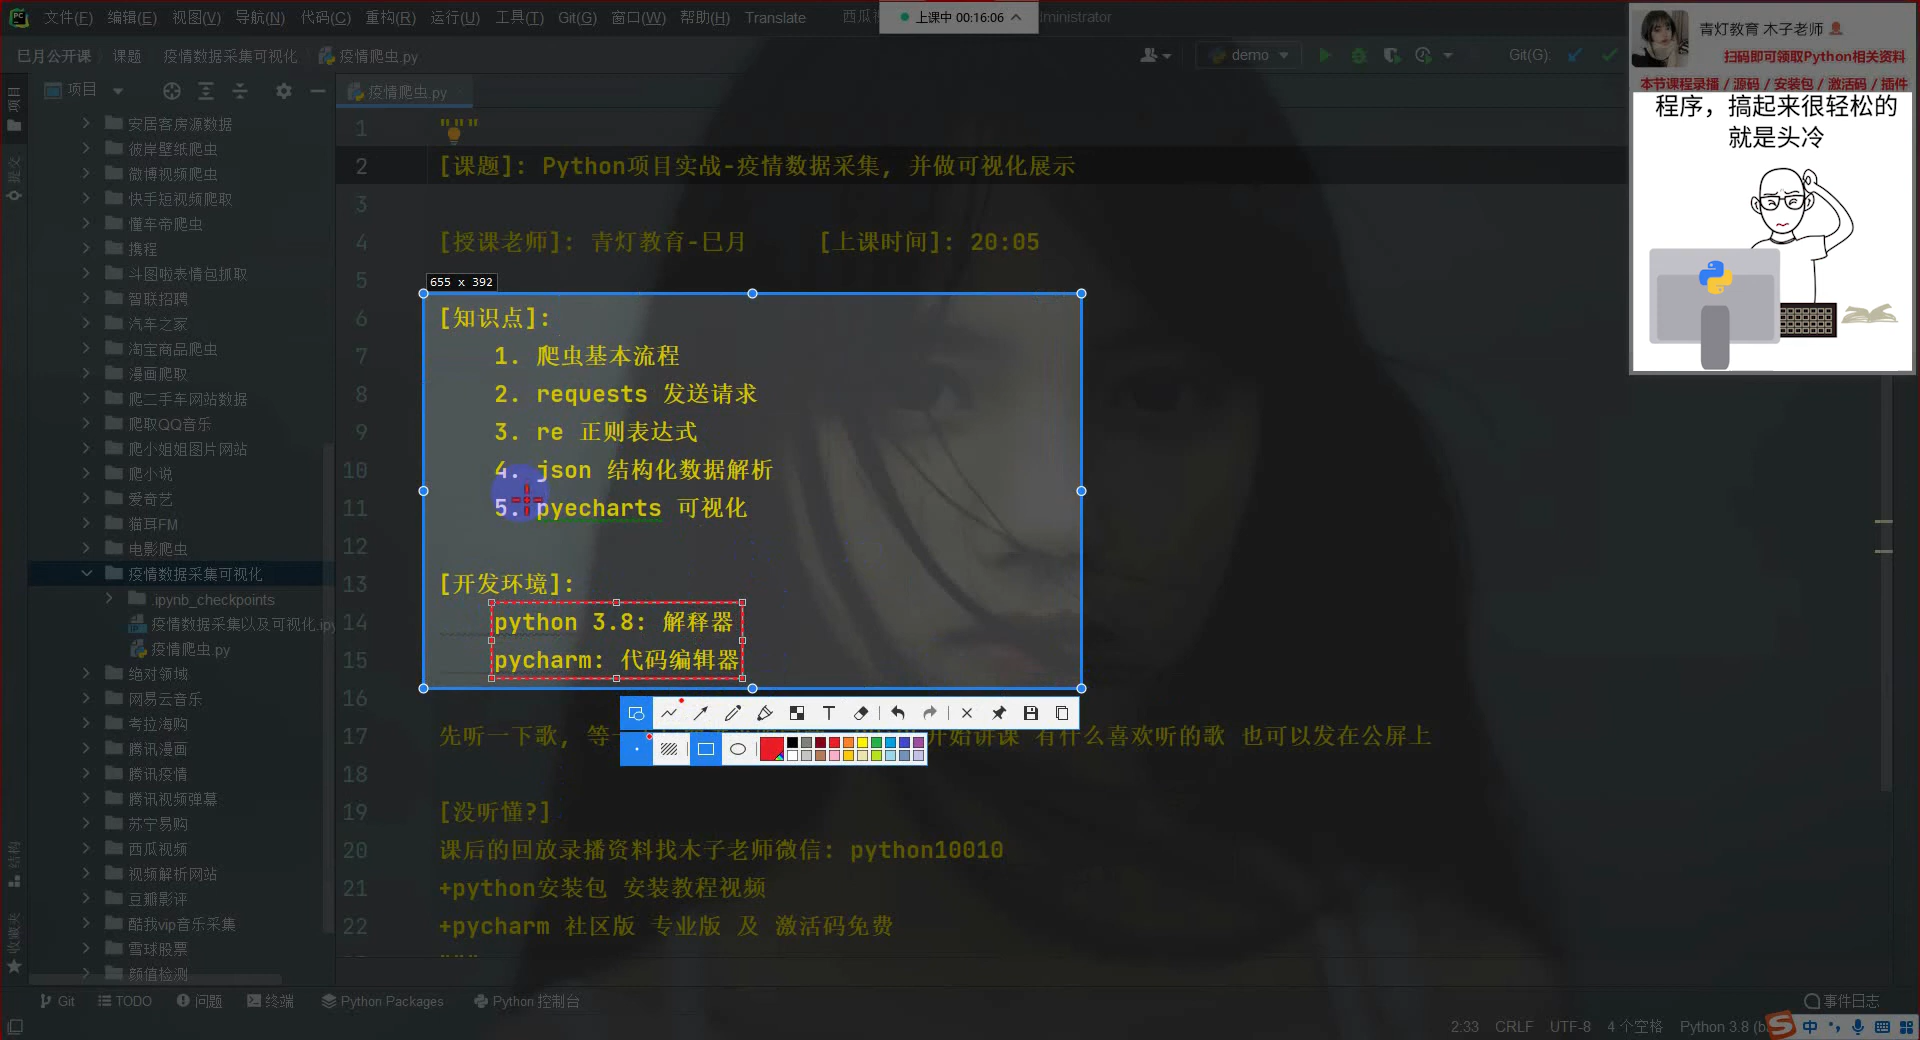 文件(F) 编辑(E) 视图(V) 导航(N) 代码(C) 重构(R) 运行(U) 工具(T) Git(G) 窗口(W) 帮助(H) Translate
上课中 00:16:06
巳月公开课 课题 疫情数据采集可视化 疫情爬虫.py
demo
Git(G):
青灯教育 木子老师
扫码即可领取Python相关资料
本节课程录播 / 源码 / 安装包 / 激活码 / 插件
程序，搞起来很轻松的
就是头冷
项目
提交
结构
收藏夹
项目
安居客房源数据
彼岸壁纸爬虫
微博视频爬虫
快手短视频爬取
懂车帝爬虫
携程
斗图啦表情包抓取
智联招聘
汽车之家
淘宝商品爬虫
漫画爬取
爬二手车网站数据
爬取QQ音乐
爬小姐姐图片网站
爬小说
爱奇艺
猫耳FM
电影爬虫
疫情数据采集可视化
.ipynb_checkpoints
疫情数据采集以及可视化.ipy
疫情爬虫.py
绝对领域
网易云音乐
考拉海购
腾讯漫画
腾讯疫情
腾讯视频弹幕
苏宁易购
西瓜视频
视频解析网站
豆瓣影评
酷我vip音乐采集
雪球股票
颜值检测
疫情爬虫.py
1 """
2 [课题]: Python项目实战-疫情数据采集, 并做可视化展示
3
4 [授课老师]: 青灯教育-巳月 [上课时间]: 20:05
5
655 x 392
6 [知识点]:
7 1. 爬虫基本流程
8 2. requests 发送请求
9 3. re 正则表达式
10 4. json 结构化数据解析
11 5. pyecharts 可视化
12
13 [开发环境]:
14 python 3.8: 解释器
15 pycharm: 代码编辑器
16
17 先听一下歌, 等一 开始讲课 有什么喜欢听的歌 也可以发在公屏上
18
19 [没听懂?]
20 课后的回放录播资料找木子老师微信: python10010
21 +python安装包 安装教程视频
22 +pycharm 社区版 专业版 及 激活码免费
"""
Git TODO 问题 终端 Python Packages Python 控制台 事件日志
2:33 CRLF UTF-8 4 个空格 Python 3.8
中